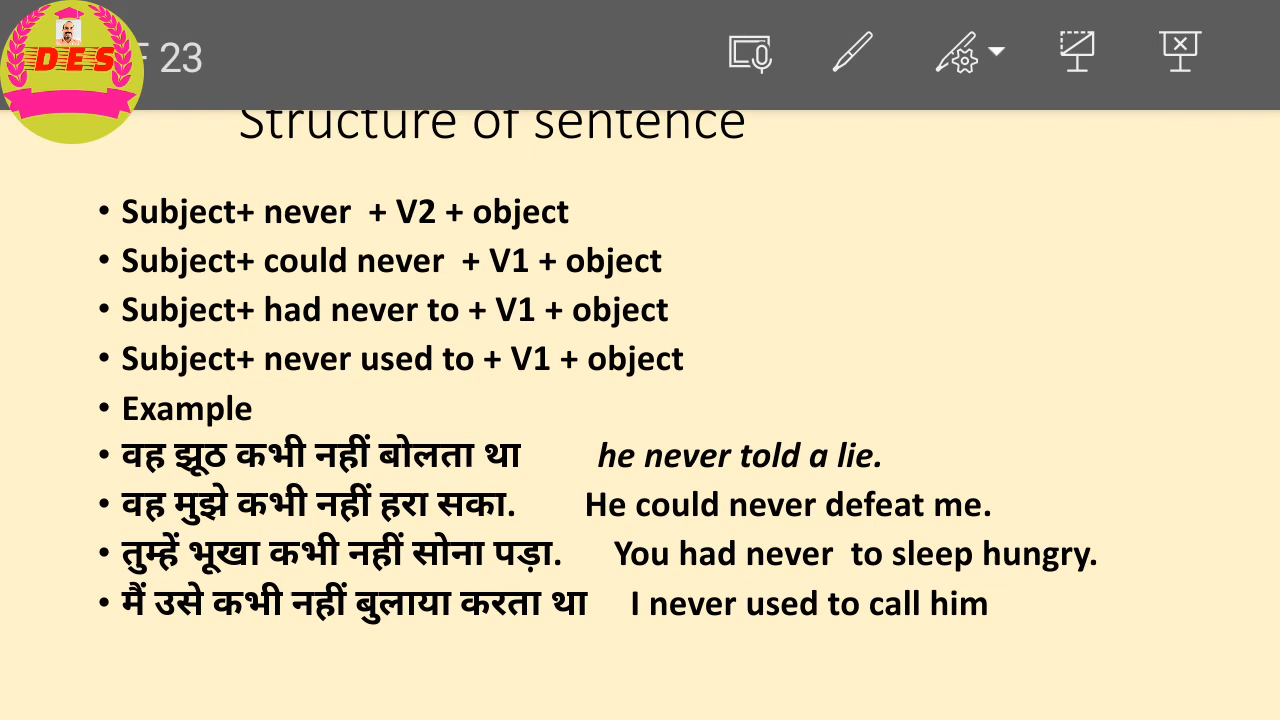 DES
F 23
Structure of sentence
• Subject+ never + V2 + object
• Subject+ could never + V1 + object
• Subject+ had never to + V1 + object
• Subject+ never used to + V1 + object
• Example
• वह झूठ कभी नहीं बोलता था he never told a lie.
• वह मुझे कभी नहीं हरा सका. He could never defeat me.
• तुम्हें भूखा कभी नहीं सोना पड़ा. You had never to sleep hungry.
• मैं उसे कभी नहीं बुलाया करता था I never used to call him